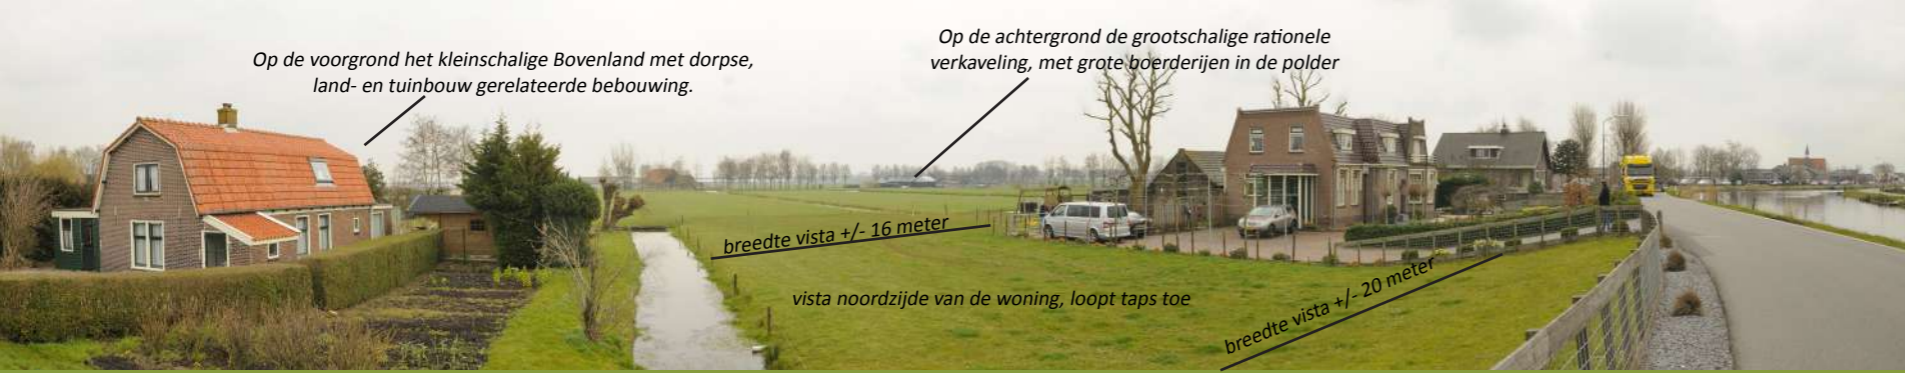 Op de voorgrond het kleinschalige Bovenland met dorpse,
land- en tuinbouw gerelateerde bebouwing.
Op de achtergrond de grootschalige rationele
verkaveling, met grote boerderijen in de polder
breedte vista +/- 16 meter
vista noordzijde van de woning, loopt taps toe
breedte vista +/- 20 meter